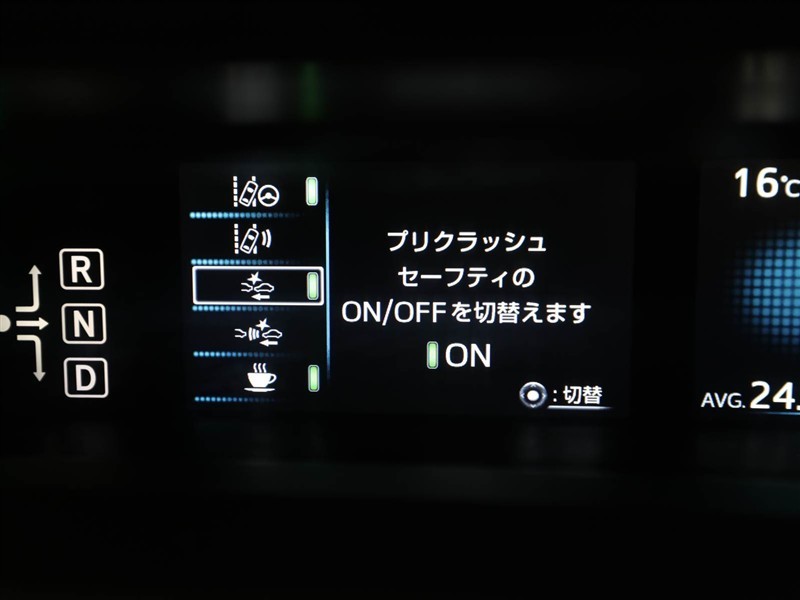 R
N
D
プリクラッシュ
セーフティの
ON/OFFを切替えます
ON
:切替
16℃
AVG.24.